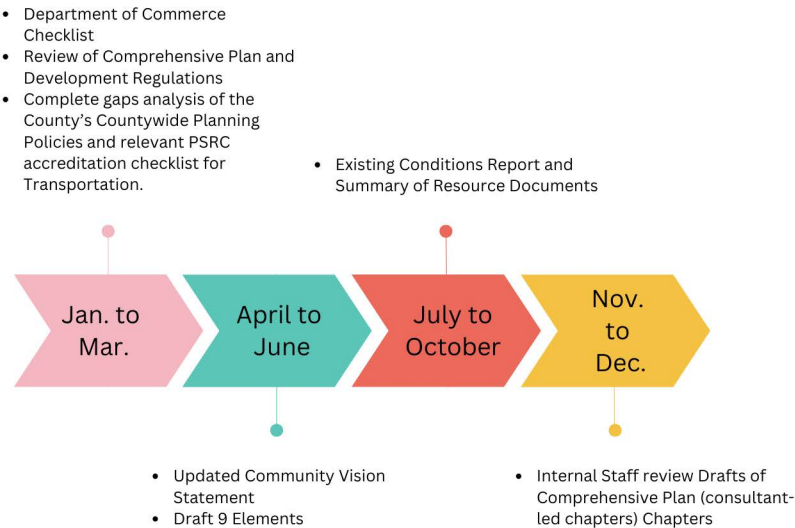 • Department of Commerce
Checklist
• Review of Comprehensive Plan and
Development Regulations
• Complete gaps analysis of the
County's Countywide Planning
Policies and relevant PSRC
accreditation checklist for
Transportation.
• Existing Conditions Report and
Summary of Resource Documents
Jan. to
Mar.
April to
June
July to
October
Nov.
to
Dec.
• Updated Community Vision
Statement
• Draft 9 Elements
• Internal Staff review Drafts of
Comprehensive Plan (consultant-
led chapters) Chapters